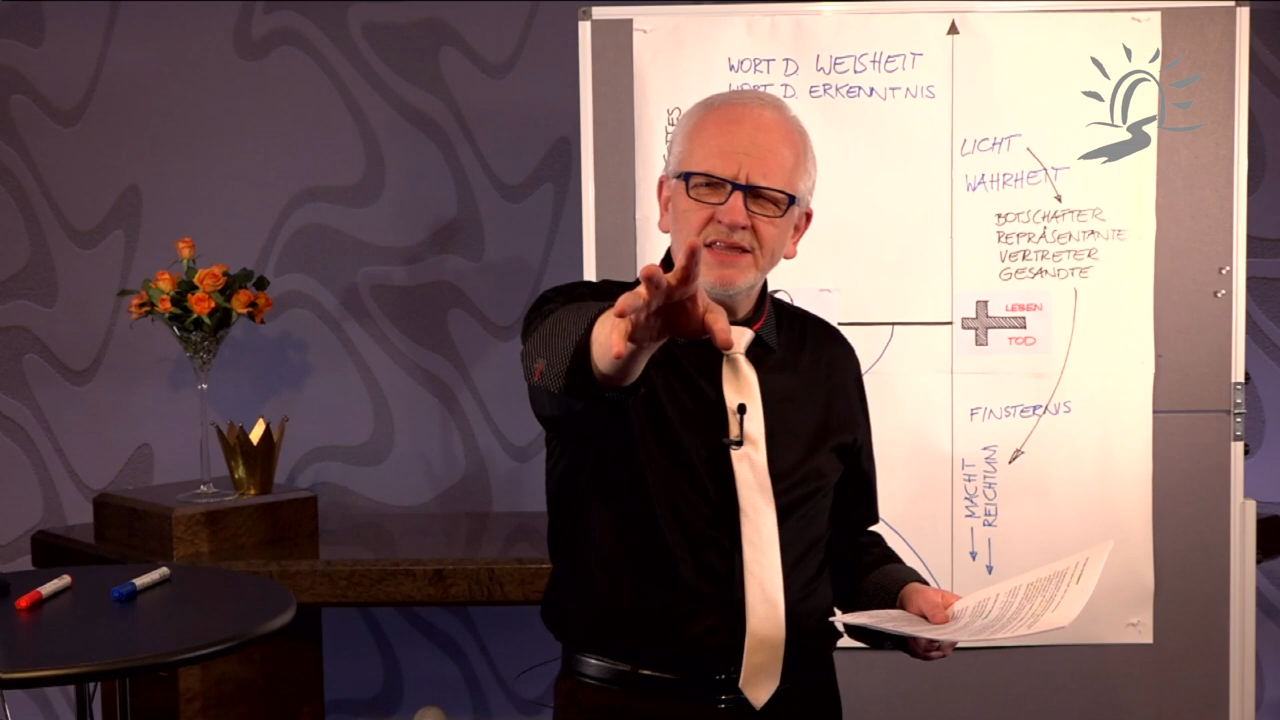 WORT D. WEISHEIT
WORT D. ERKENNTNIS
LICHT
WAHRHEIT
BOTSCHAFTER
REPRÄSENTANTE
VERTRETER
GESANDTE
LEBEN
TOD
FINSTERNIS
MACHT
REICHTUM